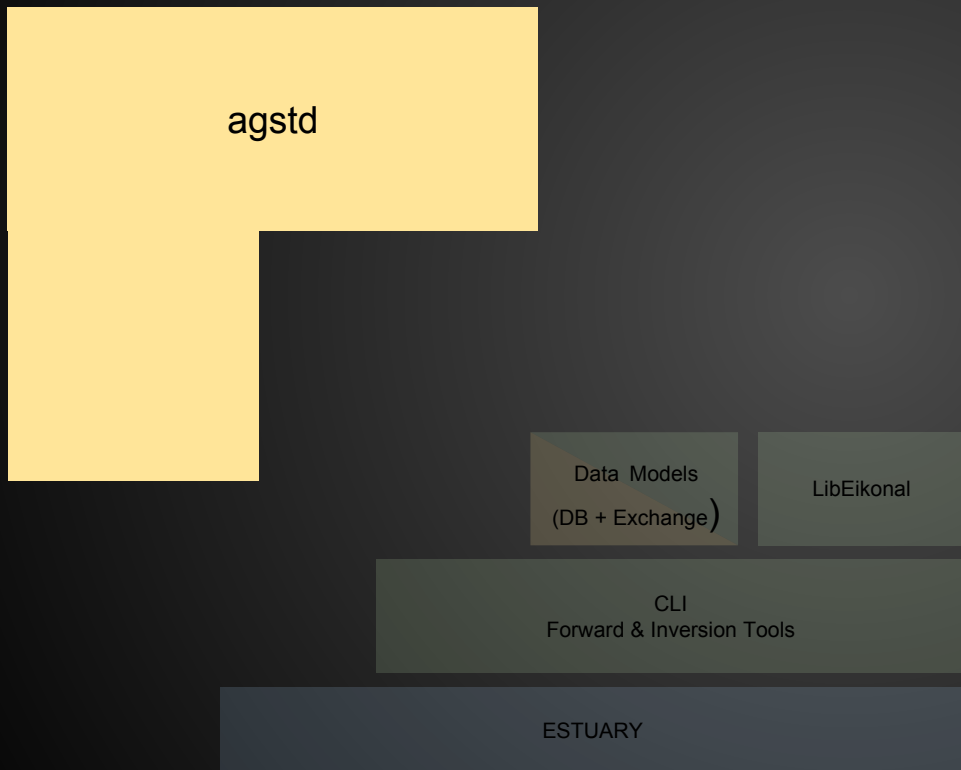 agstd
Data Models
(DB + Exchange)
LibEikonal
CLI
Forward & Inversion Tools
ESTUARY